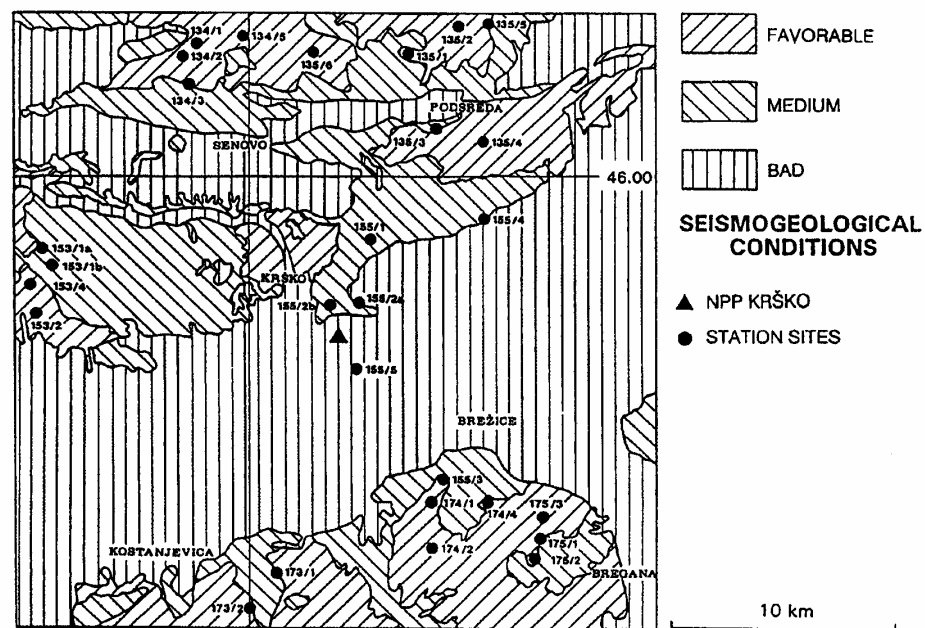 134/1
134/5
135/2
135/5
FAVORABLE
134/2
135/6
135/1
134/3
PODSREDA
MEDIUM
SENOVO
135/3
135/4
BAD
46.00
155/1
155/4
SEISMOGEOLOGICAL
CONDITIONS
153/1a
153/1b
153/4
KRŠKO
155/2b
155/2a
153/2
NPP KRŠKO
STATION SITES
155/5
BREŽICE
155/3
174/1
174/4
175/3
KOSTANJEVICA
174/2
175/1
175/2
173/1
BREGANA
173/2
10 km